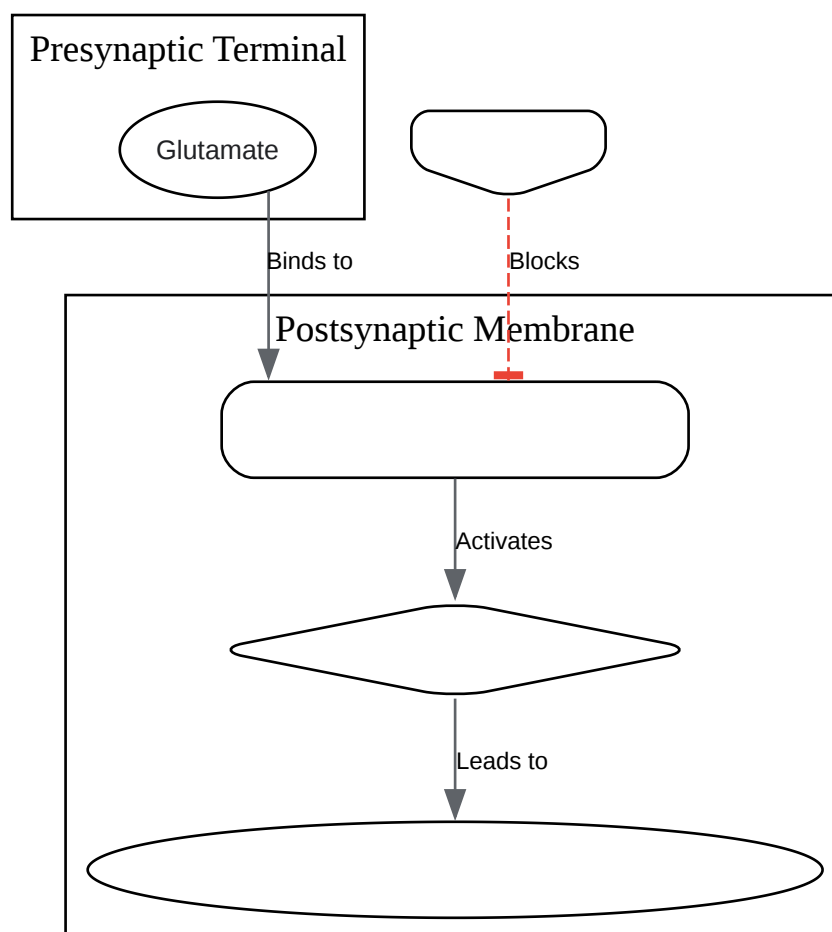 Presynaptic Terminal
Glutamate
Binds to
Blocks
Postsynaptic Membrane
Activates
Leads to